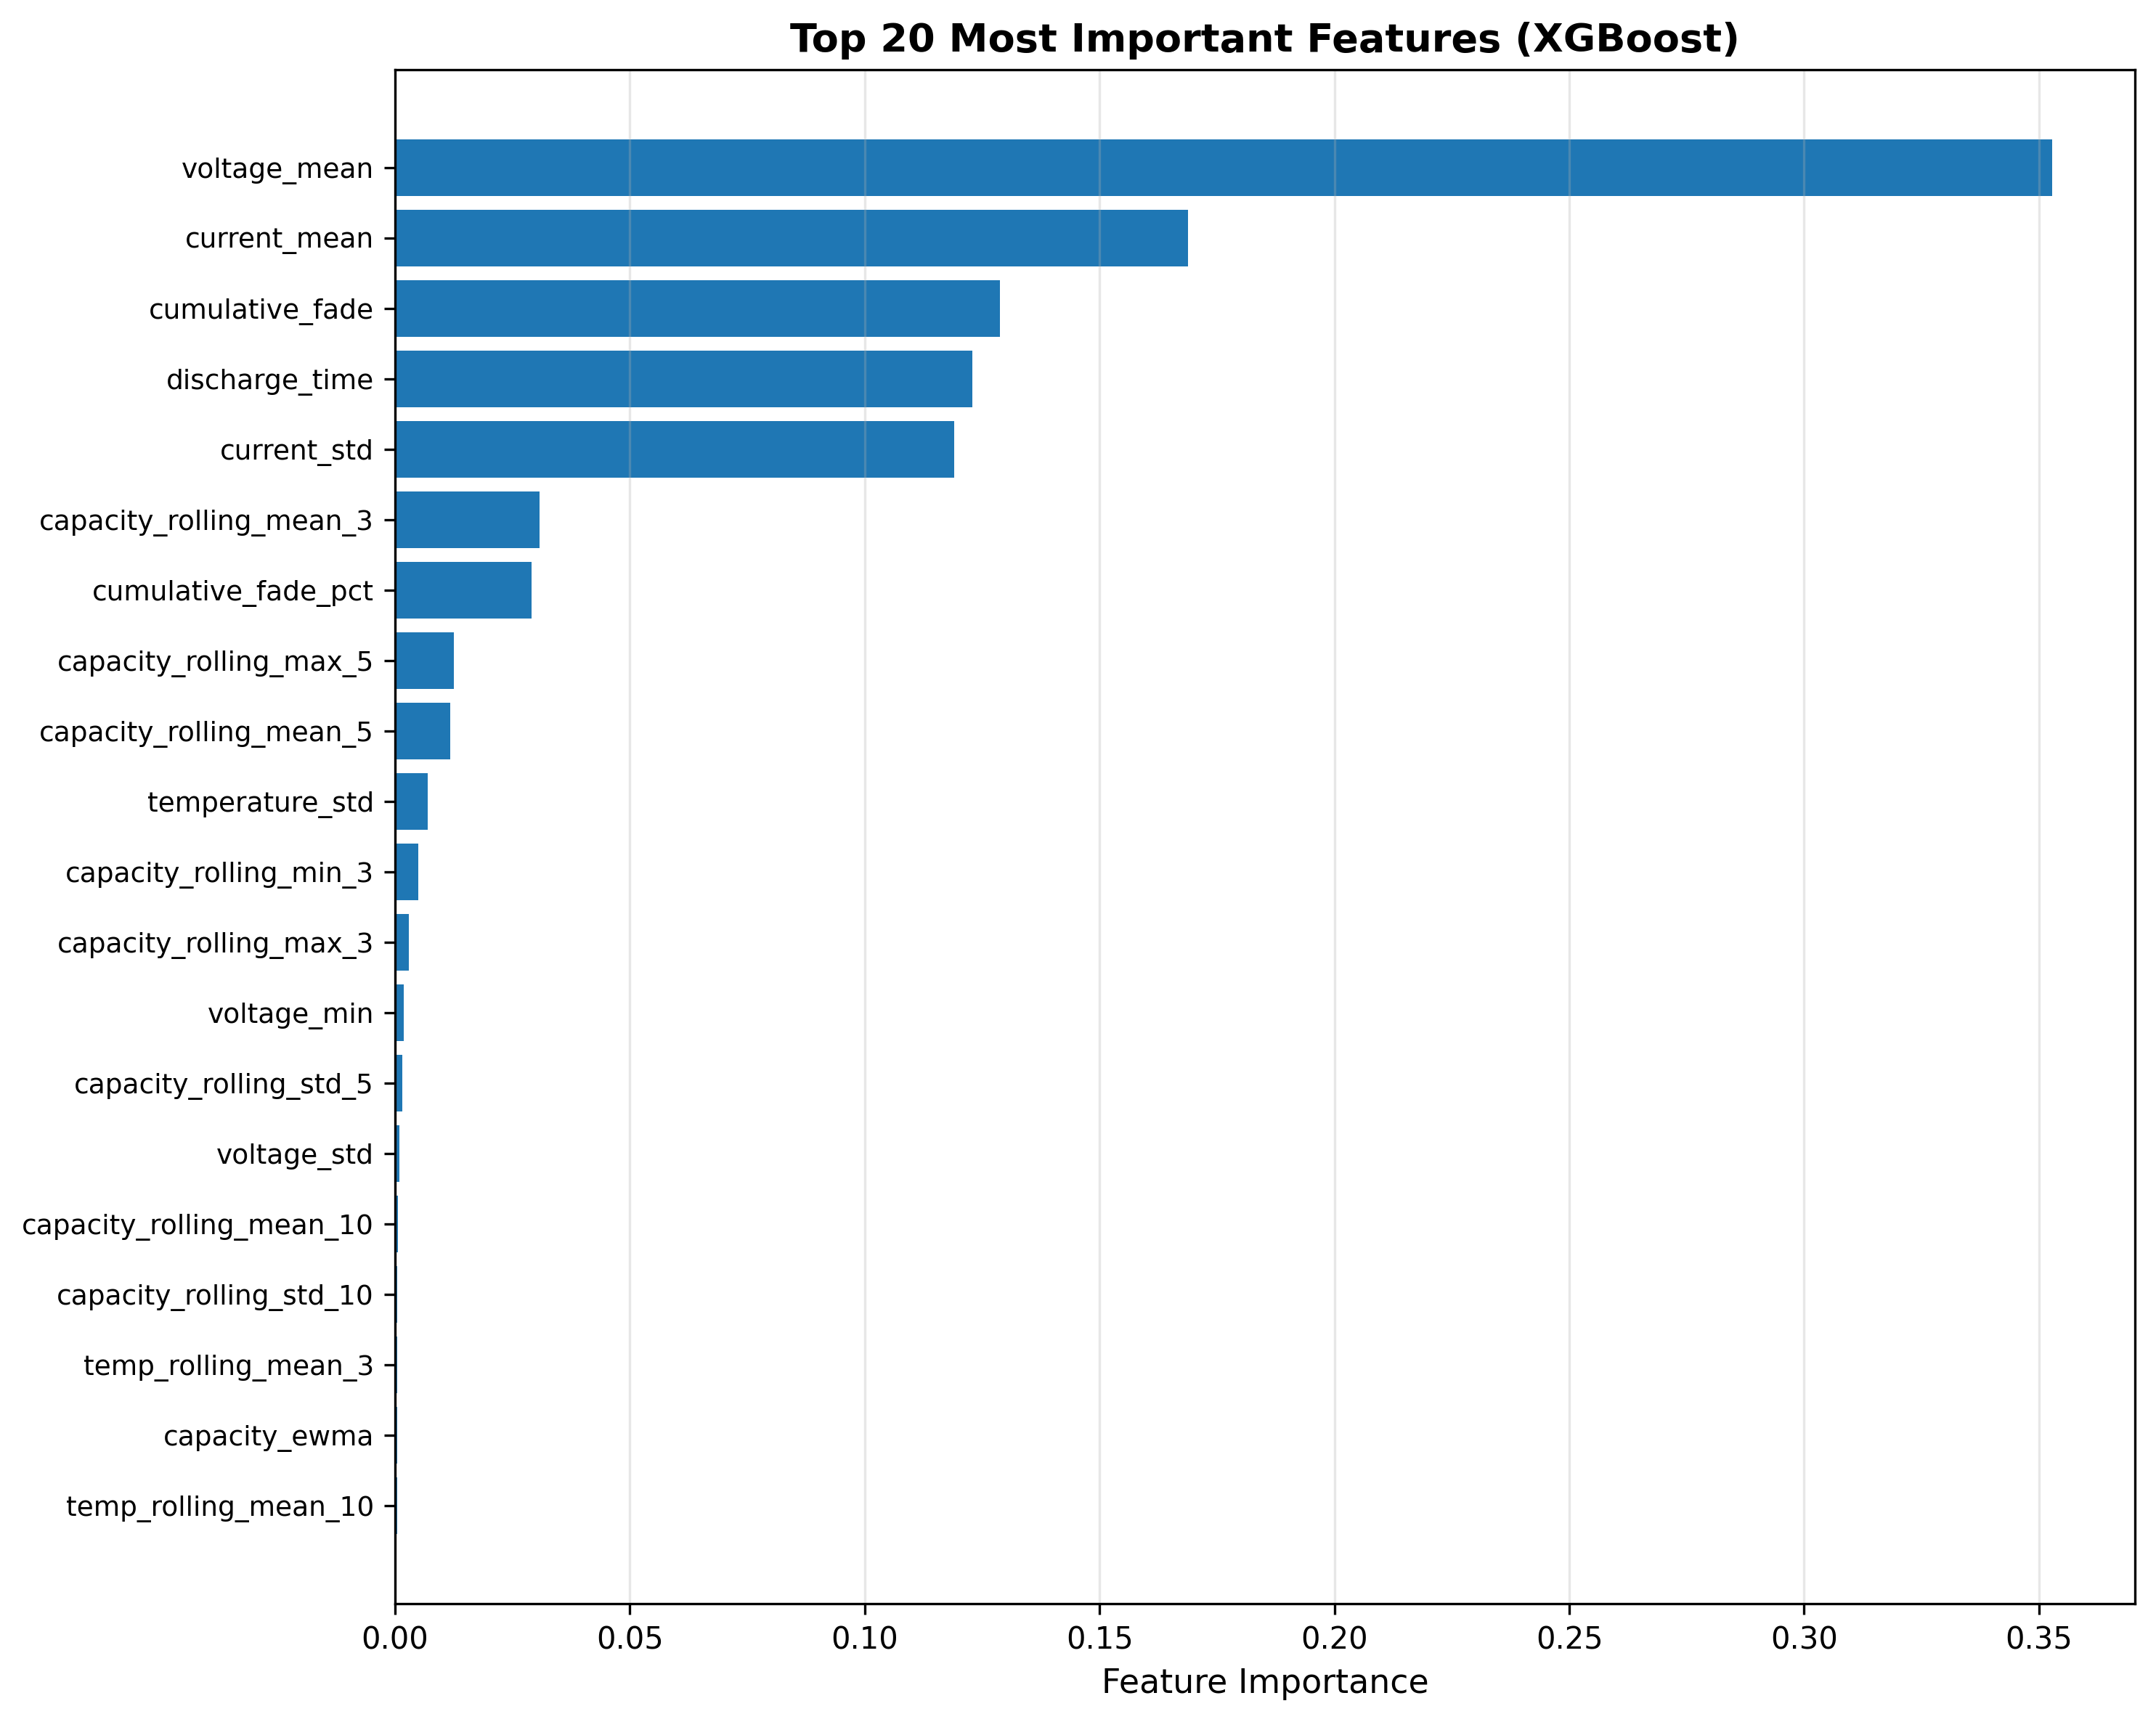 Top 20 Most Important Features (XGBoost)
voltage_mean
current_mean
cumulative_fade
discharge_time
current_std
capacity_rolling_mean_3
cumulative_fade_pct
capacity_rolling_max_5
capacity_rolling_mean_5
temperature_std
capacity_rolling_min_3
capacity_rolling_max_3
voltage_min
capacity_rolling_std_5
voltage_std
capacity_rolling_mean_10
capacity_rolling_std_10
temp_rolling_mean_3
capacity_ewma
temp_rolling_mean_10
0.00 0.05 0.10 0.15 0.20 0.25 0.30 0.35
Feature Importance